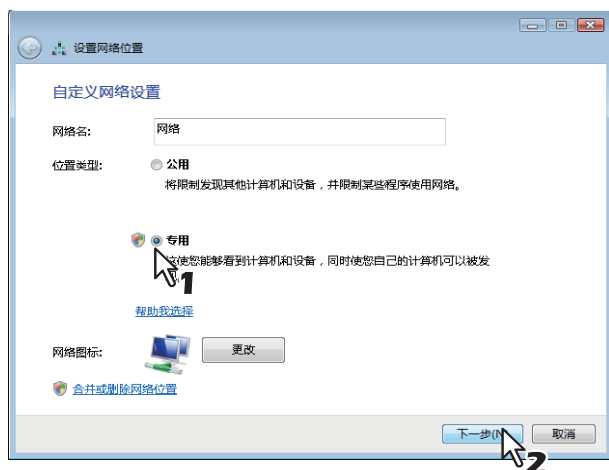 设置网络位置
自定义网络设置
网络名: 网络
位置类型: 公用
将限制发现其他计算机和设备，并限制某些程序使用网络。
专用
这使您能够看到计算机和设备，同时使您自己的计算机可以被发
1
帮助我选择
网络图标: 更改
合并或删除网络位置
下一步(N 取消
2